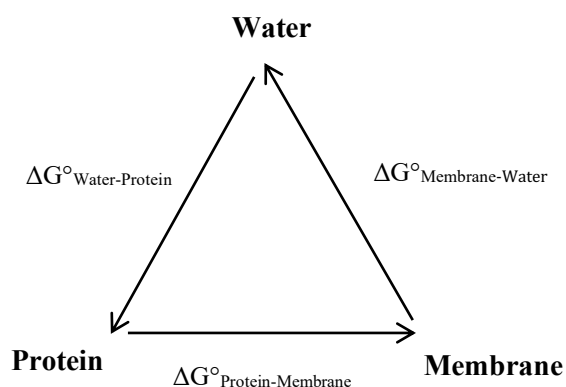 Water
ΔG°Water-Protein
ΔG°Membrane-Water
Protein
Membrane
ΔG°Protein-Membrane